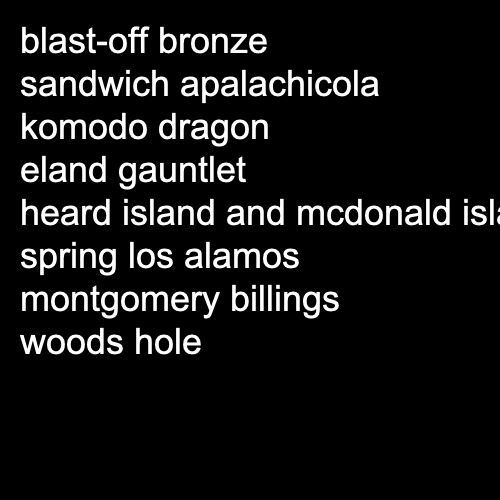 blast-off bronze
sandwich apalachicola
komodo dragon
eland gauntlet
heard island and mcdonald isla
spring los alamos
montgomery billings
woods hole